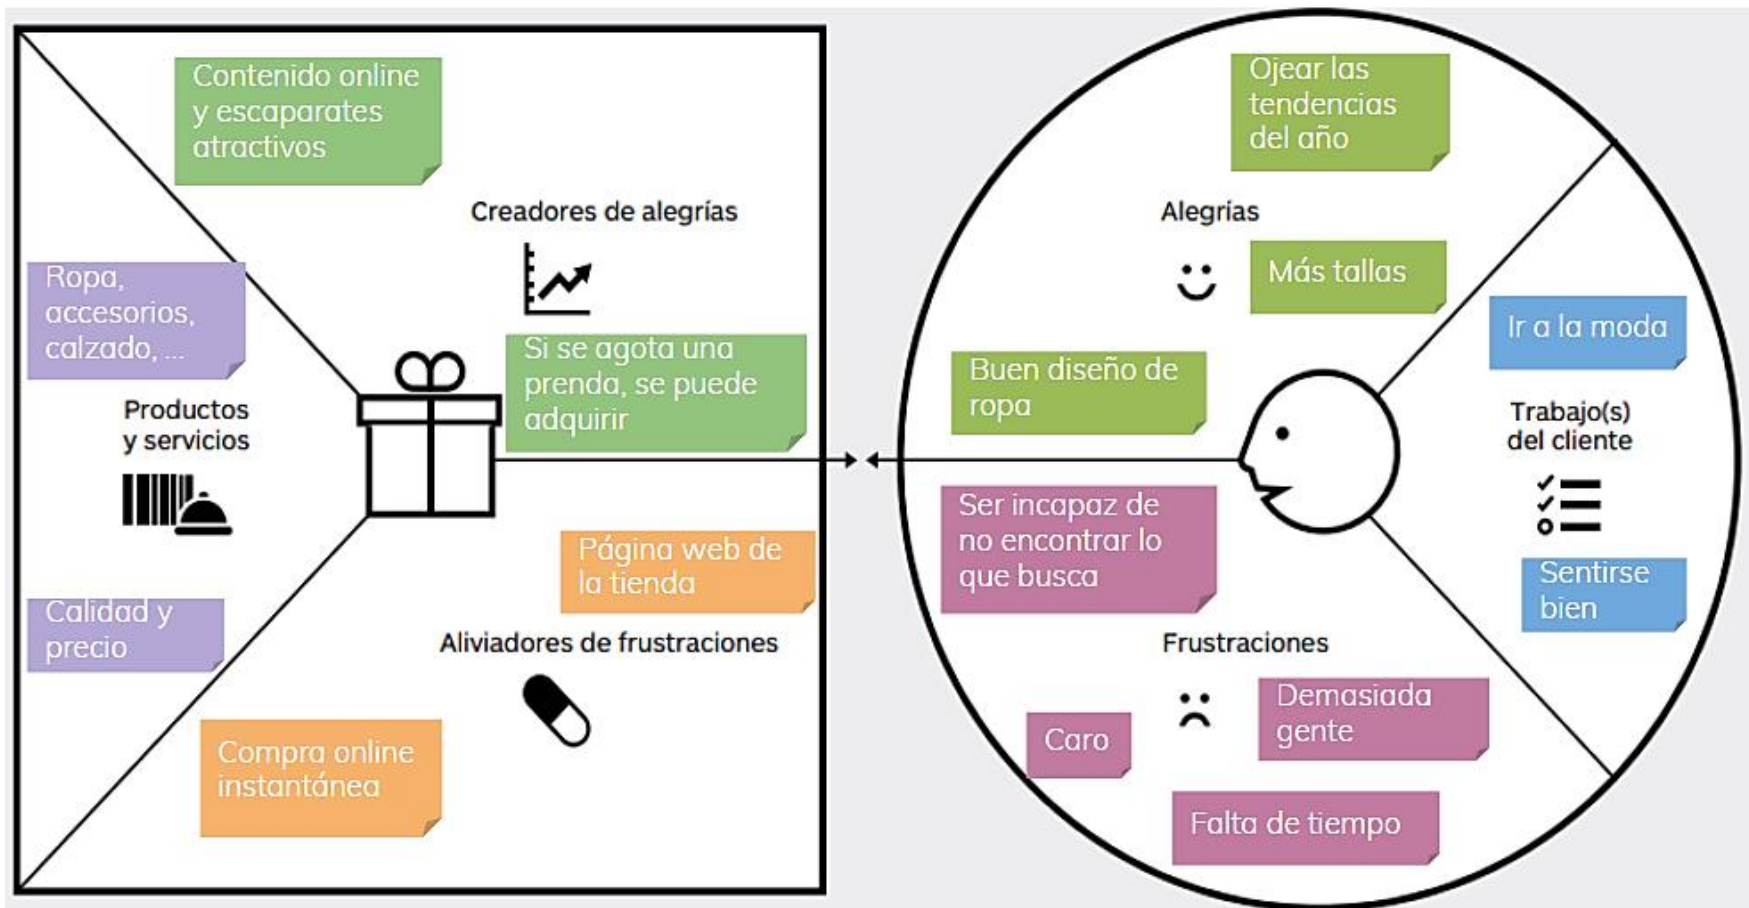 Contenido online
y escaparates
atractivos
Creadores de alegrías
Ropa,
accesorios,
calzado, ...
Si se agota una
prenda, se puede
adquirir
Productos
y servicios
Página web de
la tienda
Calidad y
precio
Aliviadores de frustraciones
Compra online
instantánea
Ojear las
tendencias
del año
Alegrías
Más tallas
Ir a la moda
Buen diseño de
ropa
Trabajo(s)
del cliente
Ser incapaz de
no encontrar lo
que busca
Sentirse
bien
Frustraciones
Demasiada
gente
Caro
Falta de tiempo